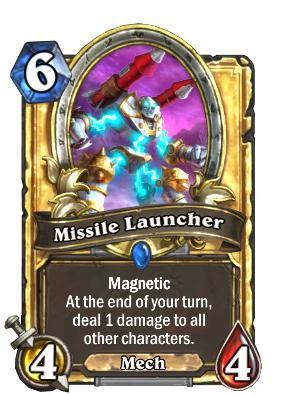 6
Missile Launcher
Magnetic
At the end of your turn,
deal 1 damage to all
other characters.
4
Mech
4